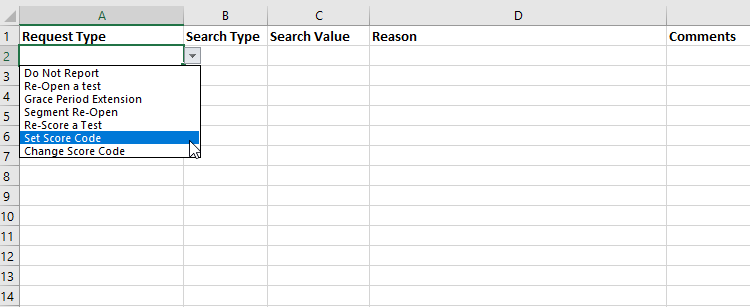 A B C D
1 Request Type Search Type Search Value Reason Comments
2
Do Not Report
3 Re-Open a test
4 Grace Period Extension
5 Segment Re-Open
Re-Score a Test
6 Set Score Code
7 Change Score Code
8
9
10
11
12
13
14